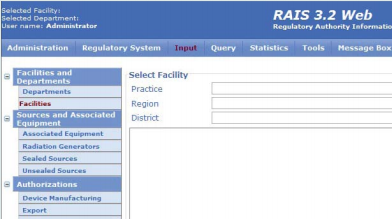 Selected Facility:
Selected Department:
User name: Administrator
RAIS 3.2 Web
Regulatory Authority Informatio
Administration Regulatory System Input Query Statistics Tools Message Box
Facilities and Departments
Departments
Facilities
Sources and Associated Equipment
Associated Equipment
Radiation Generators
Sealed Sources
Unsealed Sources
Authorizations
Device Manufacturing
Export
Select Facility
Practice
Region
District